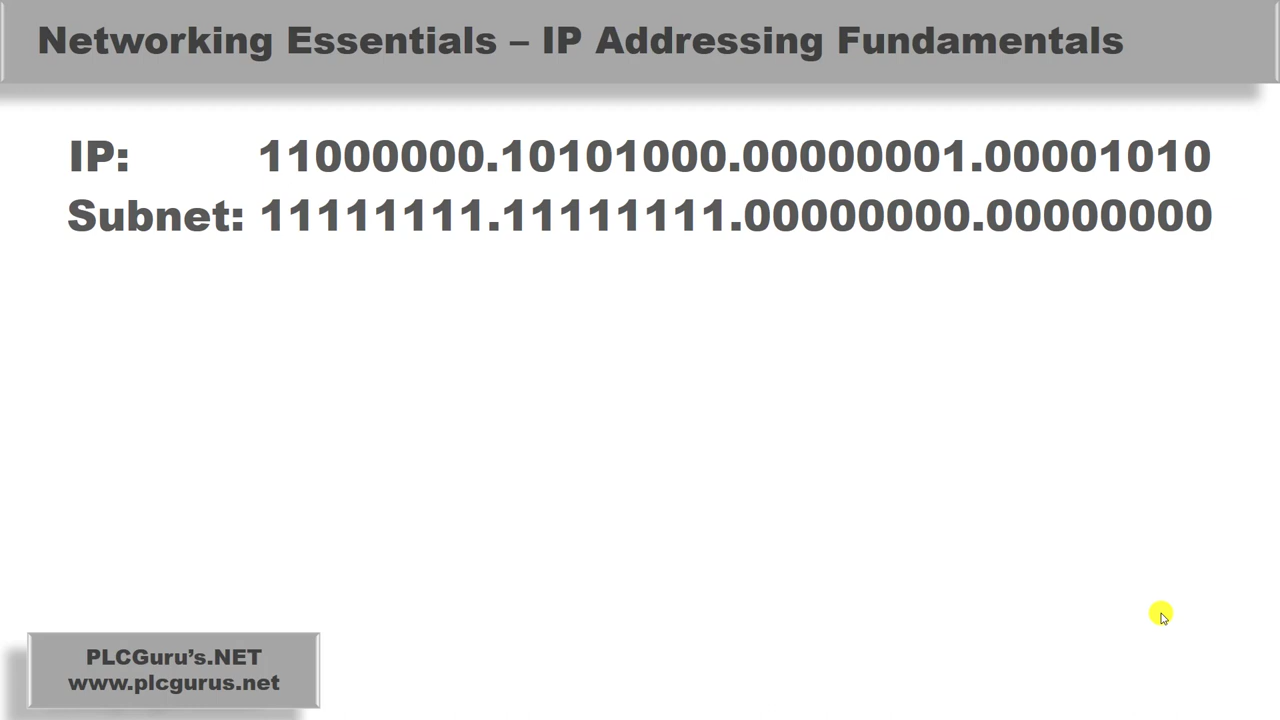 Networking Essentials – IP Addressing Fundamentals
IP: 11000000.10101000.00000001.00001010
Subnet: 11111111.11111111.00000000.00000000
PLCGuru’s.NET
www.plcgurus.net